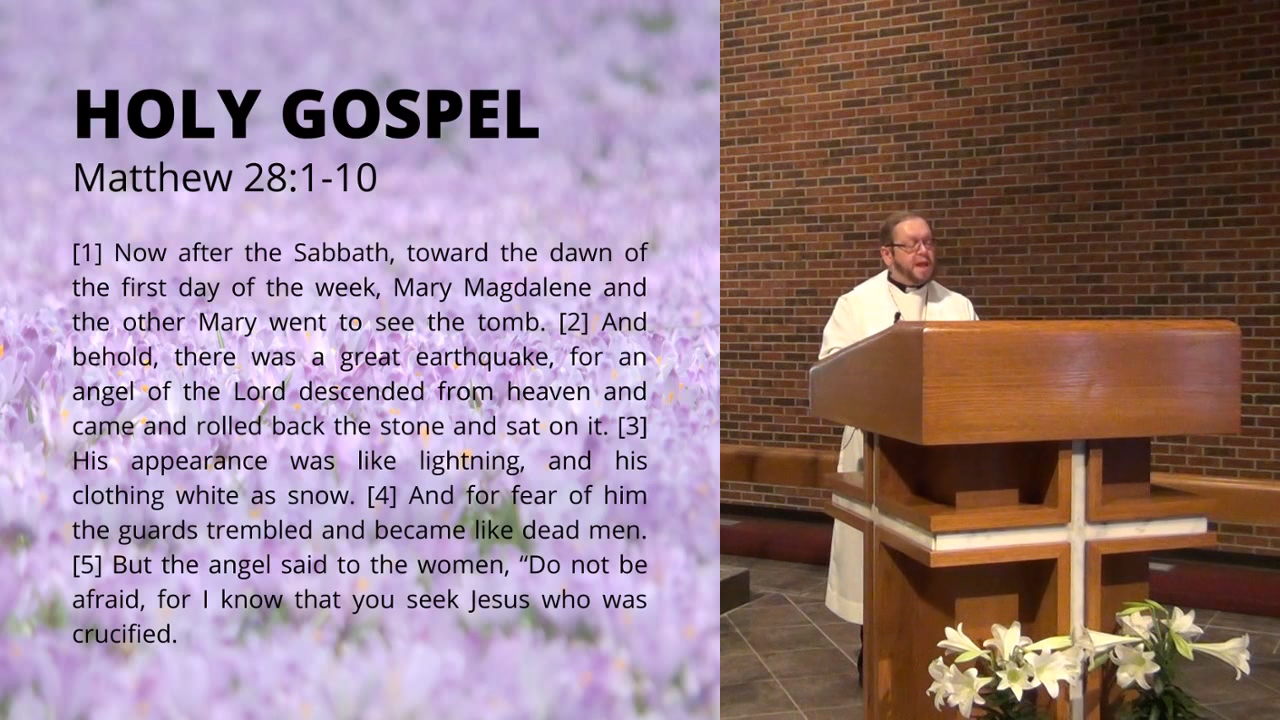 HOLY GOSPEL
Matthew 28:1-10
[1] Now after the Sabbath, toward the dawn of
the first day of the week, Mary Magdalene and
the other Mary went to see the tomb. [2] And
behold, there was a great earthquake, for an
angel of the Lord descended from heaven and
came and rolled back the stone and sat on it. [3]
His appearance was like lightning, and his
clothing white as snow. [4] And for fear of him
the guards trembled and became like dead men.
[5] But the angel said to the women, “Do not be
afraid, for I know that you seek Jesus who was
crucified.